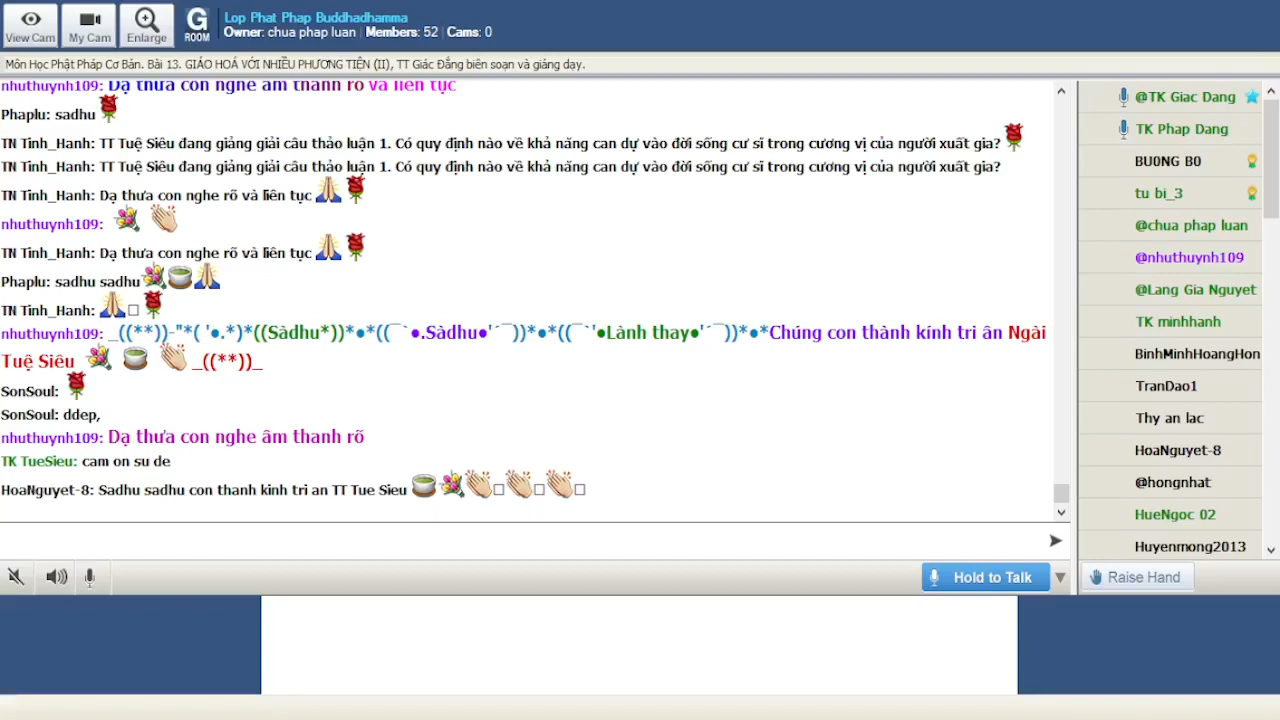 View Cam
My Cam
Enlarge
G
ROOM
Lop Phat Phap Buddhadhamma
Owner: chua phap luan | Members: 52 | Cams: 0
Môn Học Phật Pháp Cơ Bản. Bài 13. GIÁO HOÁ VỚI NHIỀU PHƯƠNG TIỆN (II), TT Giác Đẳng biên soạn và giảng dạy.
nhuthuynh109: Dạ thưa con nghe âm thanh rõ và liên tục
Phaplu: sadhu
TN Tinh_Hanh: TT Tuệ Siêu đang giảng giải câu thảo luận 1. Có quy định nào về khả năng can dự vào đời sống cư sĩ trong cương vị của người xuất gia?
TN Tinh_Hanh: TT Tuệ Siêu đang giảng giải câu thảo luận 1. Có quy định nào về khả năng can dự vào đời sống cư sĩ trong cương vị của người xuất gia?
TN Tinh_Hanh: Dạ thưa con nghe rõ và liên tục
nhuthuynh109:
TN Tinh_Hanh: Dạ thưa con nghe rõ và liên tục
Phaplu: sadhu sadhu
TN Tinh_Hanh:
nhuthuynh109: _((**))-"*( '●.*)*((Sàdhu*))*●*((¯`●.Sàdhu●'´¯))*●*((¯`'●Lành thay●'´¯))*●*Chúng con thành kính tri ân Ngài
Tuệ Siêu _((**))_
SonSoul:
SonSoul: ddep,
nhuthuynh109: Dạ thưa con nghe âm thanh rõ
TK TueSieu: cam on su de
HoaNguyet-8: Sadhu sadhu con thanh kinh tri an TT Tue Sieu
Hold to Talk
@TK Giac Dang
TK Phap Dang
BU0NG B0
tu bi_3
@chua phap luan
@nhuthuynh109
@Lang Gia Nguyet
TK minhhanh
BinhMinhHoangHon
TranDao1
Thy an lac
HoaNguyet-8
@hongnhat
HueNgoc 02
Huyenmong2013
Raise Hand